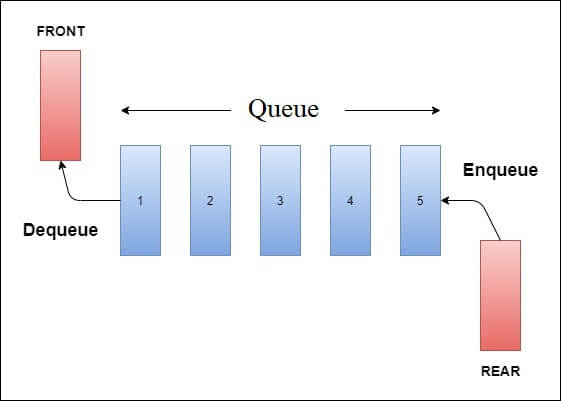 FRONT
Queue
Enqueue
1 2 3 4 5
Dequeue
REAR